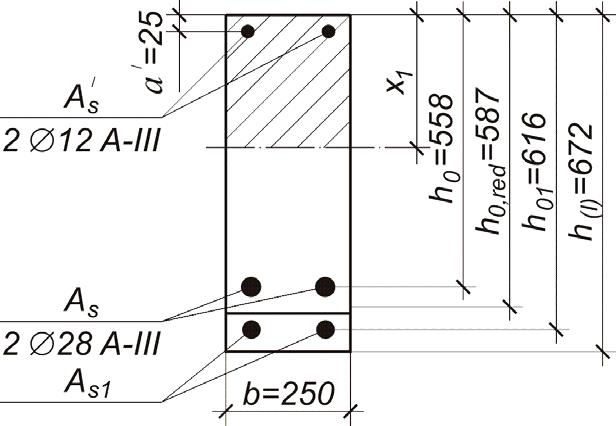 a'=25
A's
2 ∅12 A-III
x1
h0=558
h0,red=587
h01=616
h(l)=672
As
2 ∅28 A-III
As1
b=250